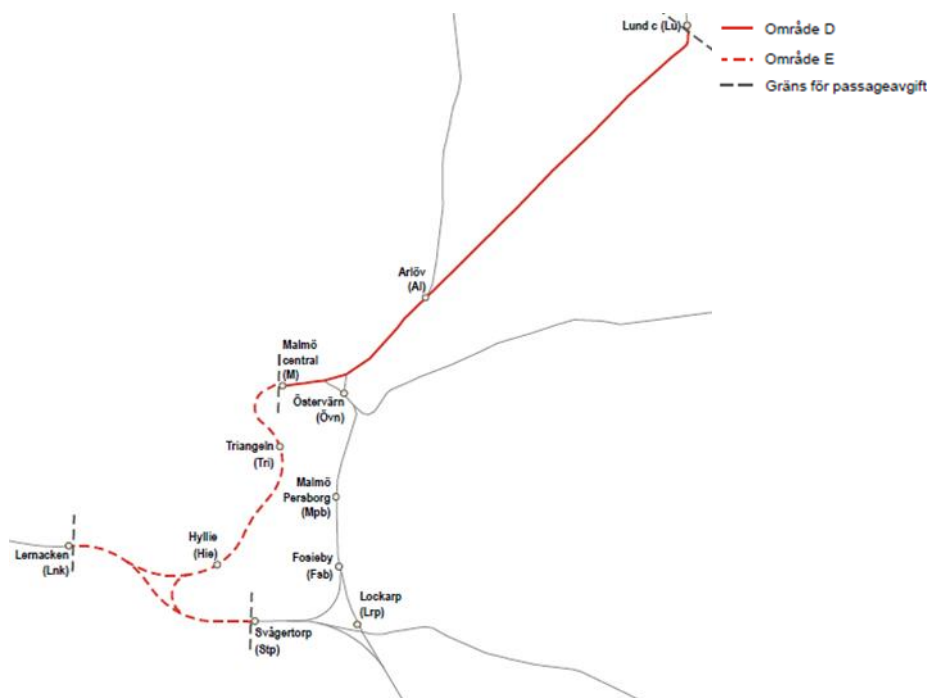 Lund c (Lu)
Område D
Område E
Gräns för passageavgift
Arlöv
(Al)
Malmö
central
(M)
Östervärn
(Övn)
Triangeln
(Tri)
Malmö
Persborg
(Mpb)
Hyllie
(Hie)
Lernacken
(Lnk)
Fosieby
(Fsb)
Lockarp
(Lrp)
Svågertorp
(Stp)